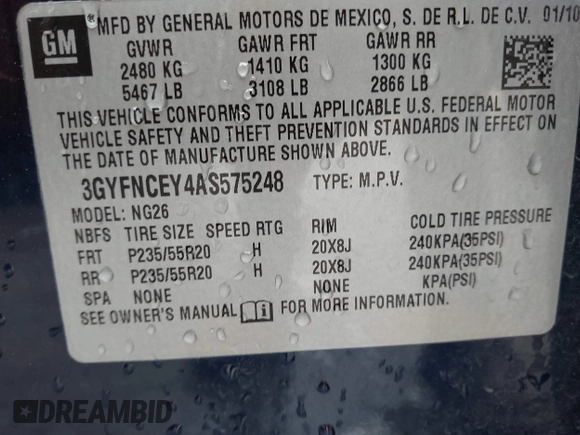 GM
® MFD BY GENERAL MOTORS DE MEXICO, S. DE R.L. DE C.V. 01/10
GVWR GAWR FRT GAWR RR
2480 KG 1410 KG 1300 KG
5467 LB 3108 LB 2866 LB
THIS VEHICLE CONFORMS TO ALL APPLICABLE U.S. FEDERAL MOTOR
VEHICLE SAFETY AND THEFT PREVENTION STANDARDS IN EFFECT ON
THE DATE OF MANUFACTURE SHOWN ABOVE.
3GYFNCEY4AS575248 TYPE: M.P.V.
MODEL: NG26
NBFS TIRE SIZE SPEED RTG RIM COLD TIRE PRESSURE
FRT P235/55R20 H 20X8J 240KPA(35PSI)
RR P235/55R20 H 20X8J 240KPA(35PSI)
SPA NONE NONE KPA(PSI)
SEE OWNER'S MANUAL FOR MORE INFORMATION.
DREAMBID